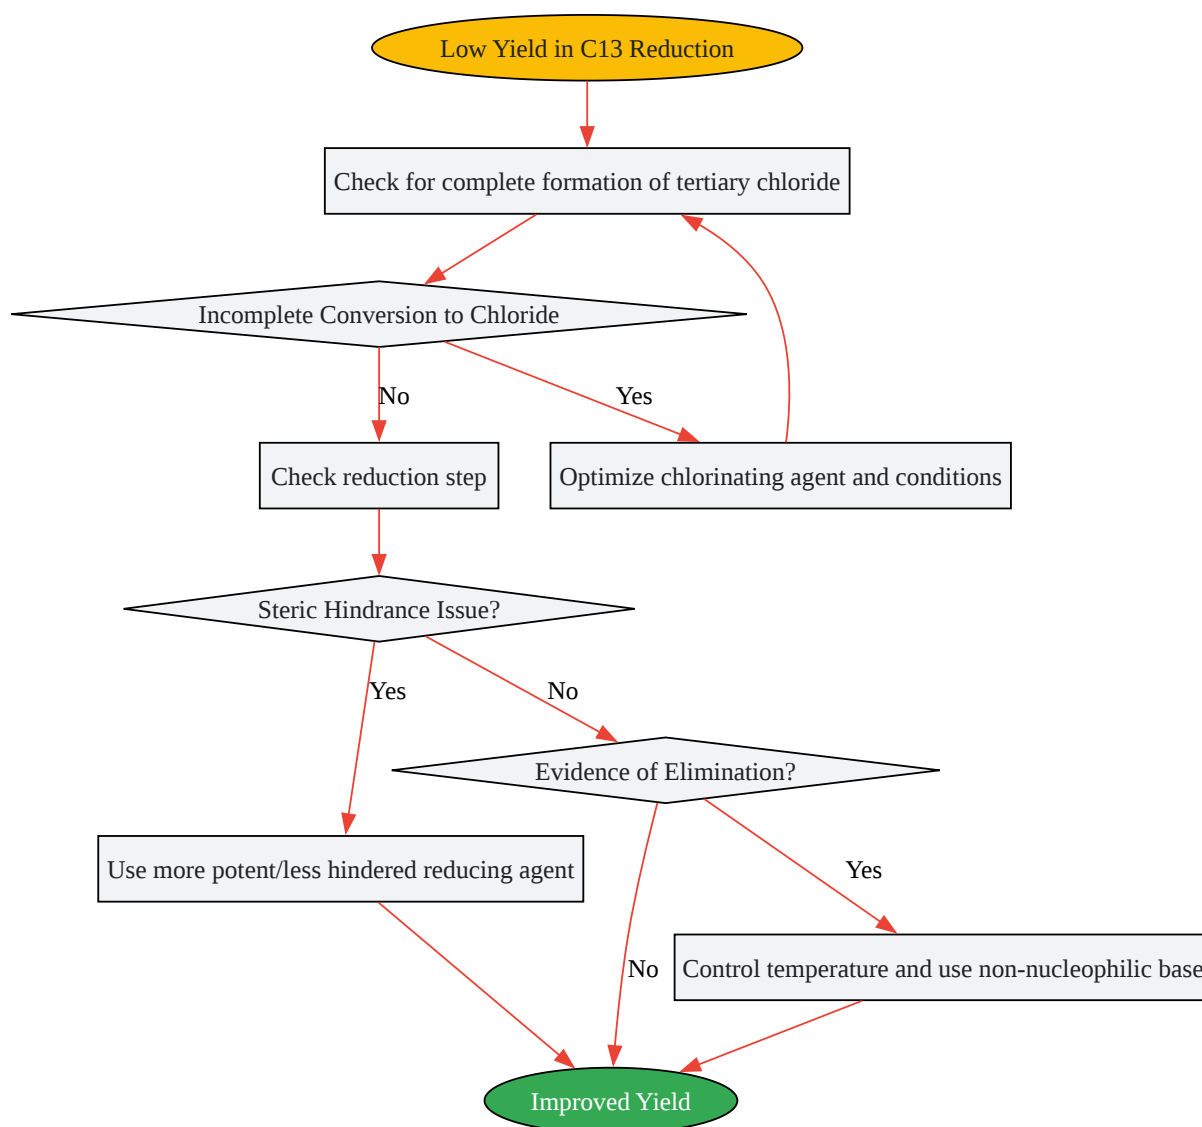 Low Yield in C13 Reduction
Check for complete formation of tertiary chloride
Incomplete Conversion to Chloride
No
Yes
Check reduction step
Optimize chlorinating agent and conditions
Steric Hindrance Issue?
Yes
No
Evidence of Elimination?
Use more potent/less hindered reducing agent
Yes
No
Control temperature and use non-nucleophilic base
Improved Yield